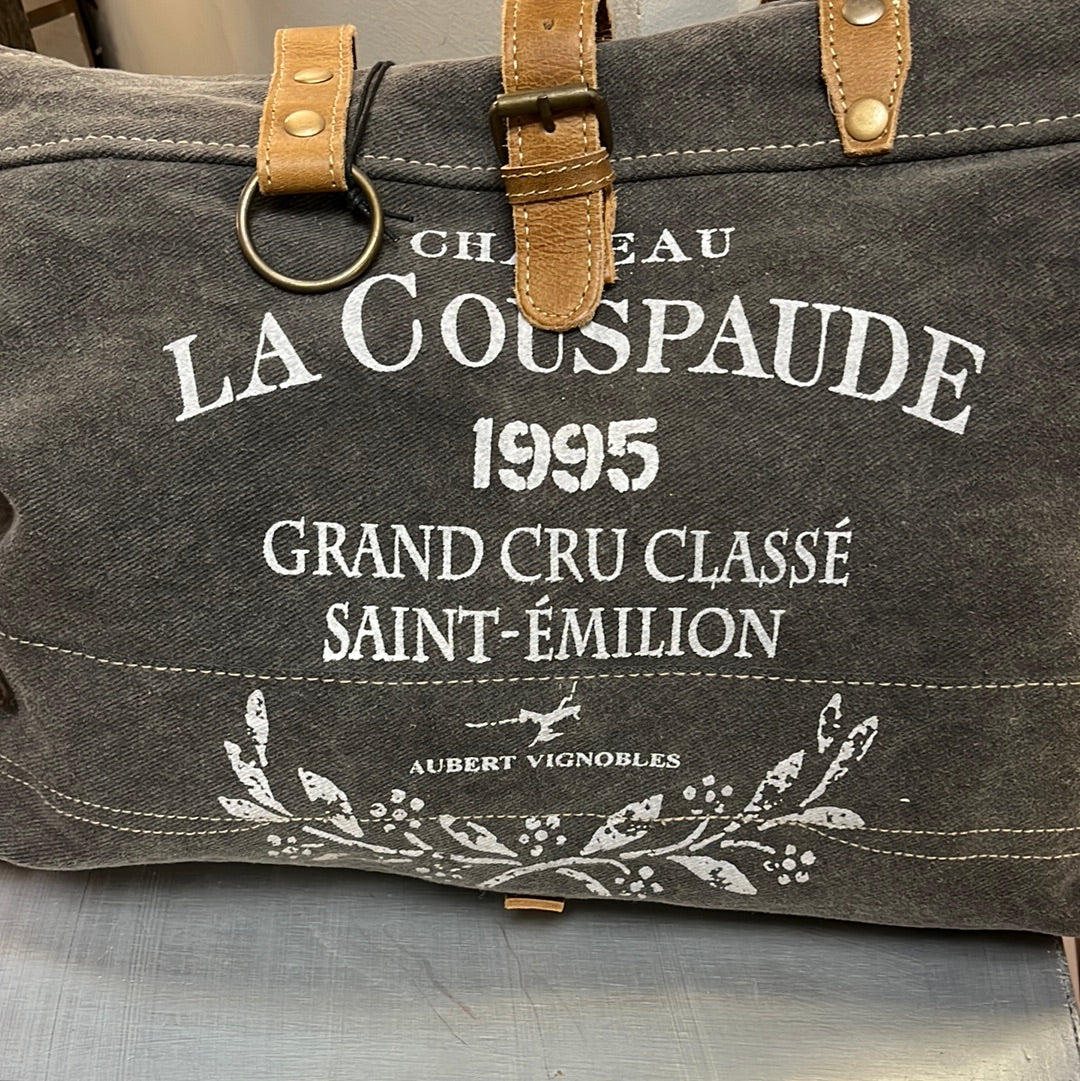 CHATEAU
LA COUSPAUDE
1995
GRAND CRU CLASSÉ
SAINT-ÉMILION
AUBERT VIGNOBLES